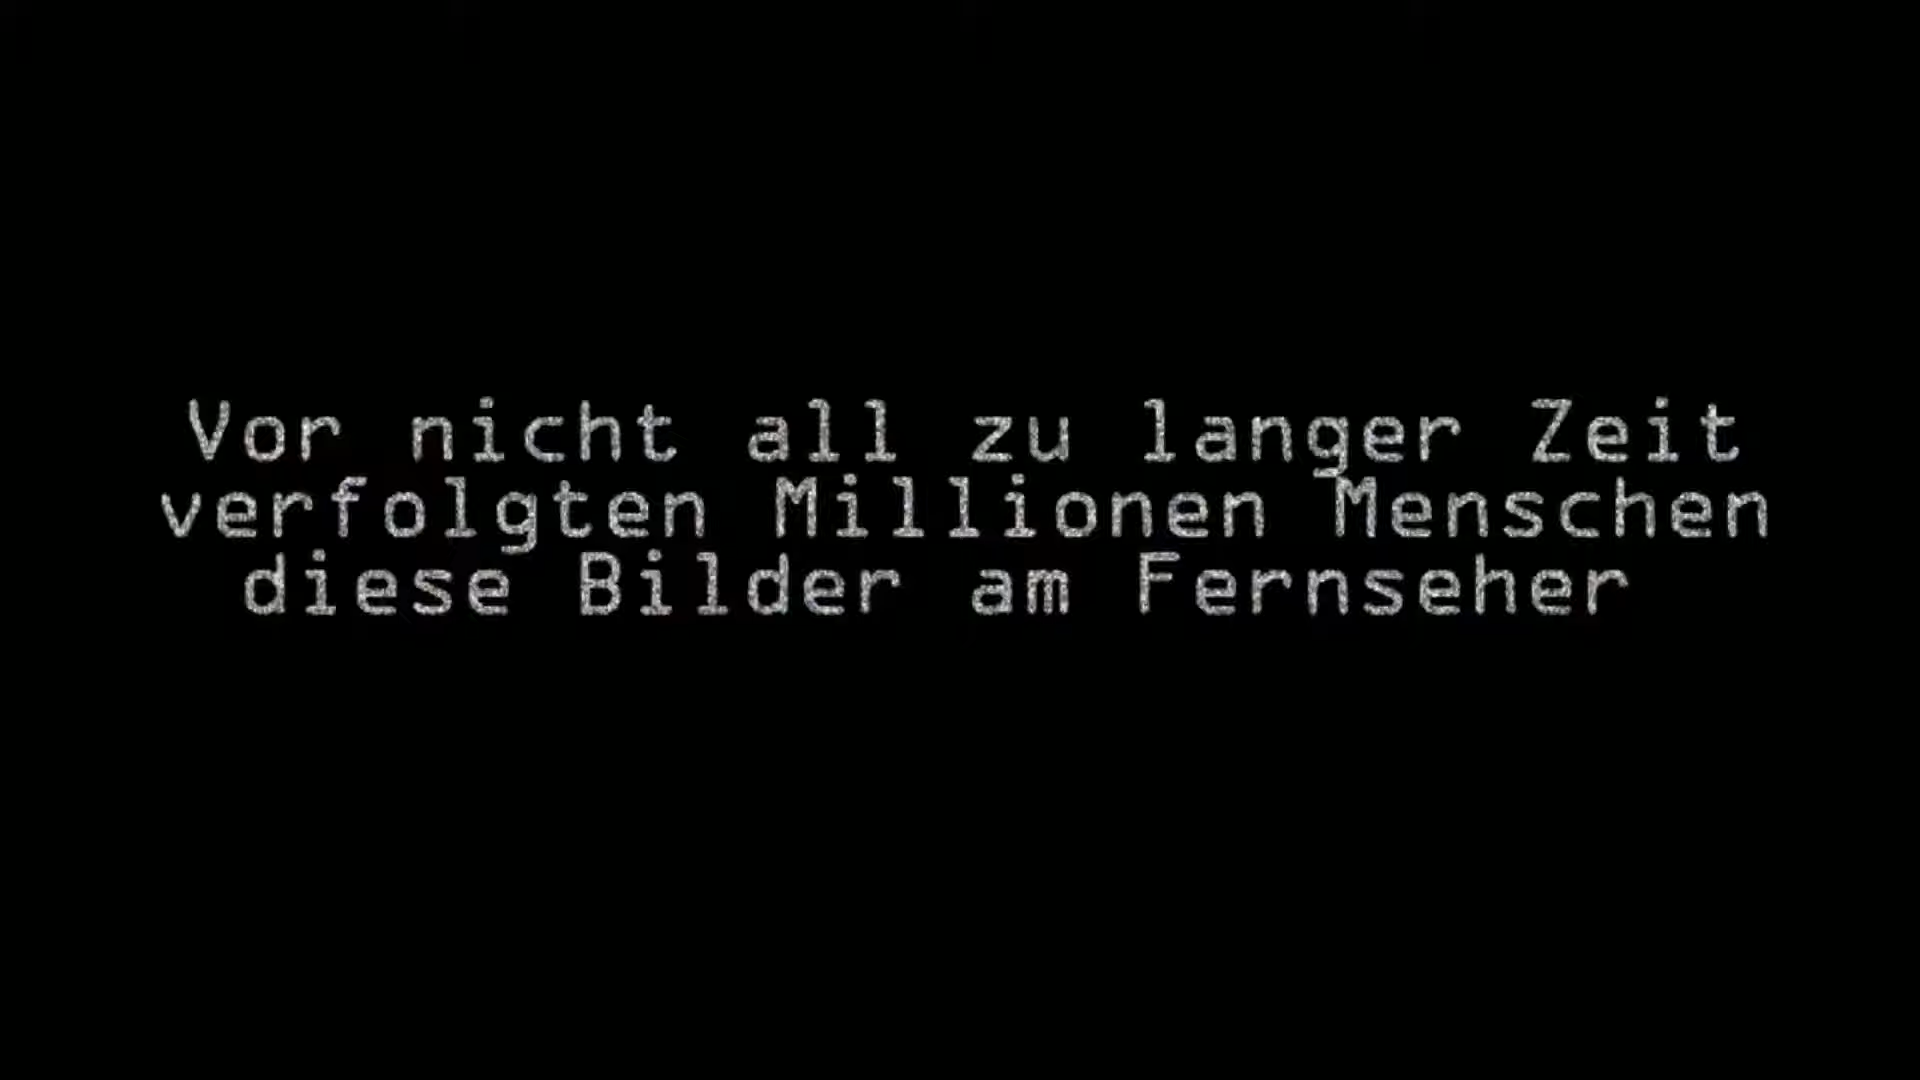 Vor nicht all zu langer Zeit
verfolgten Millionen Menschen
diese Bilder am Fernseher